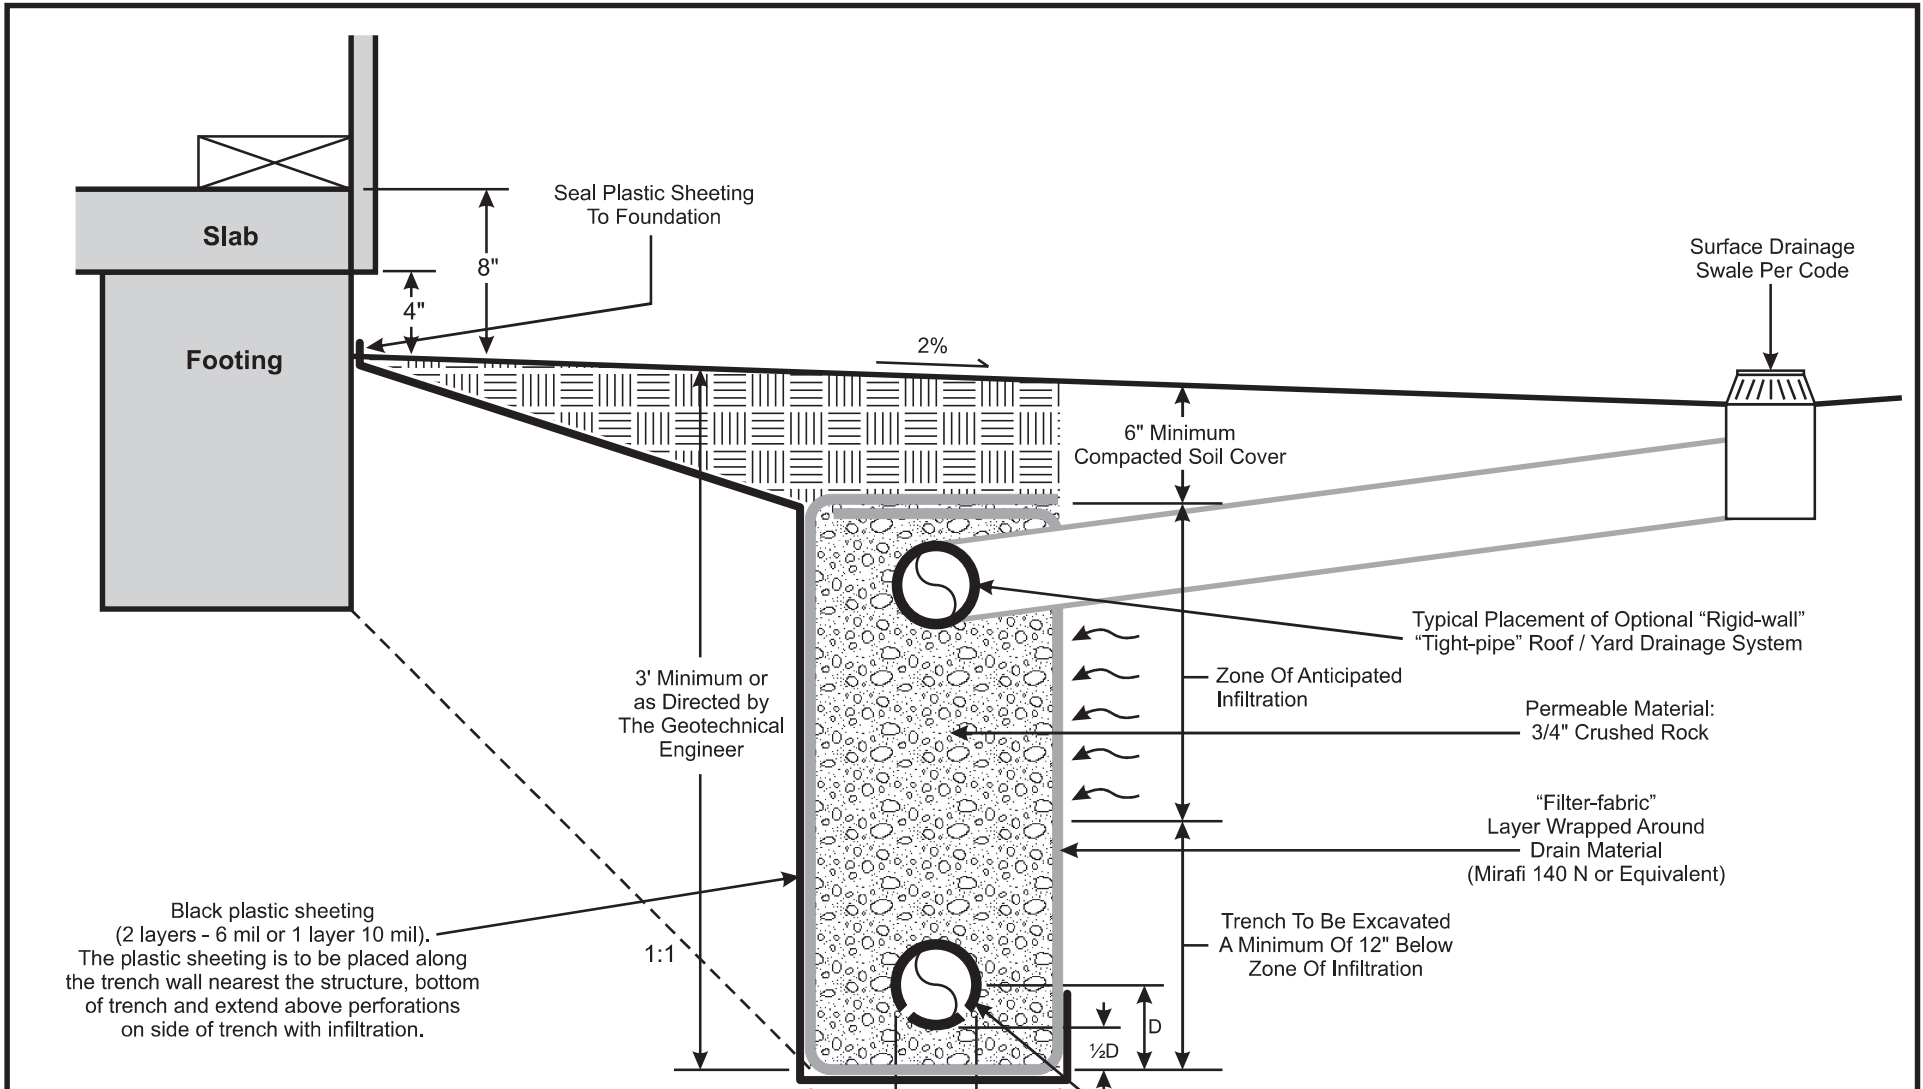 Seal Plastic Sheeting
To Foundation
Slab
8"
4"
Footing
Surface Drainage
Swale Per Code
2%
6" Minimum
Compacted Soil Cover
Typical Placement of Optional “Rigid-wall”
“Tight-pipe” Roof / Yard Drainage System
3' Minimum or
as Directed by
The Geotechnical
Engineer
Zone Of Anticipated
Infiltration
Permeable Material:
3/4" Crushed Rock
“Filter-fabric”
Layer Wrapped Around
Drain Material
(Mirafi 140 N or Equivalent)
Black plastic sheeting
(2 layers - 6 mil or 1 layer 10 mil).
The plastic sheeting is to be placed along
the trench wall nearest the structure, bottom
of trench and extend above perforations
on side of trench with infiltration.
1:1
Trench To Be Excavated
A Minimum Of 12" Below
Zone Of Infiltration
D
½D